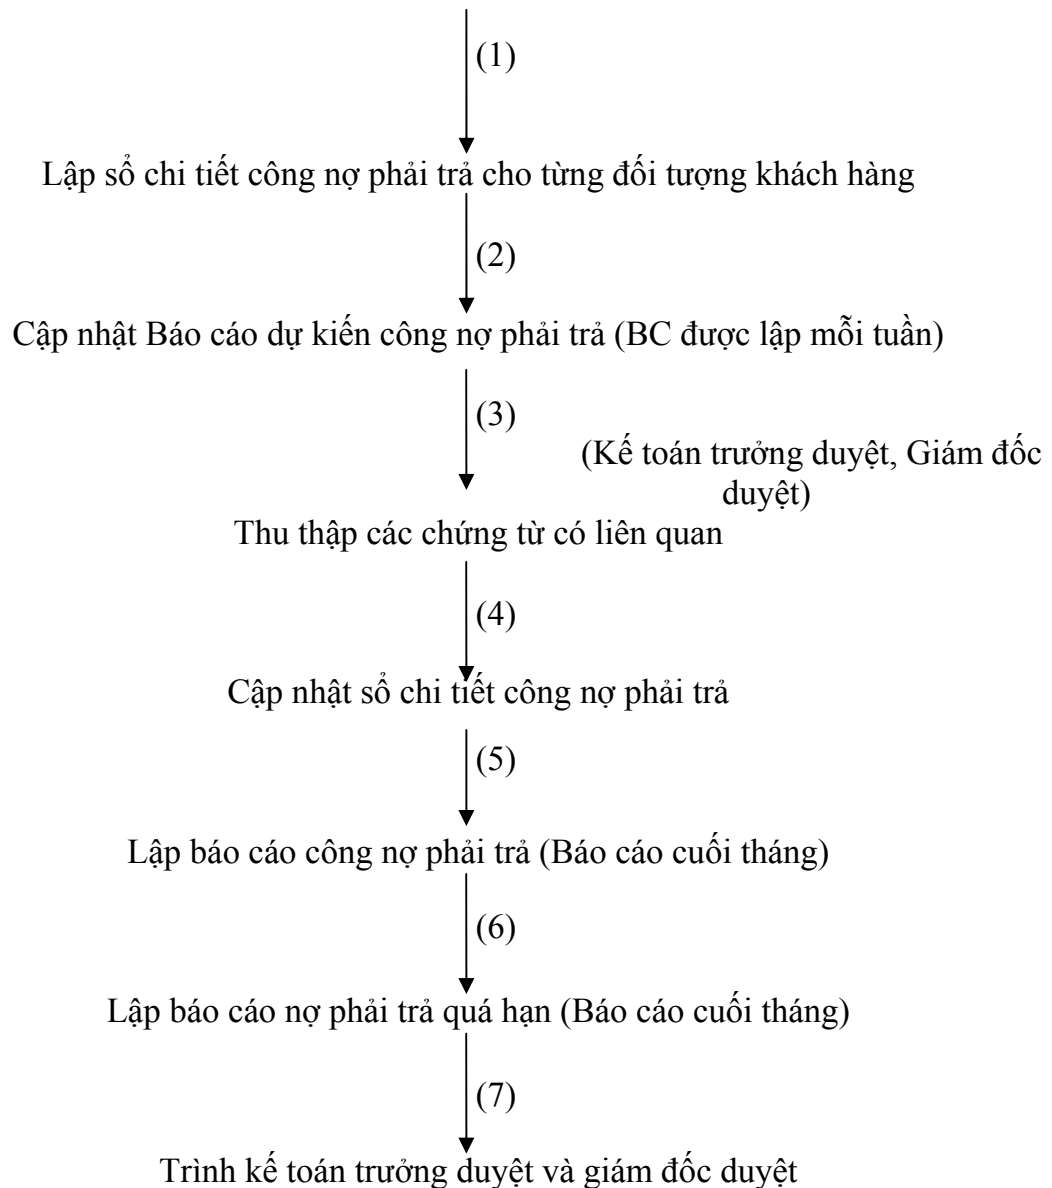 (1)
Lập sổ chi tiết công nợ phải trả cho từng đối tượng khách hàng
(2)
Cập nhật Báo cáo dự kiến công nợ phải trả (BC được lập mỗi tuần)
(3)
(Kế toán trưởng duyệt, Giám đốc
duyệt)
Thu thập các chứng từ có liên quan
(4)
Cập nhật sổ chi tiết công nợ phải trả
(5)
Lập báo cáo công nợ phải trả (Báo cáo cuối tháng)
(6)
Lập báo cáo nợ phải trả quá hạn (Báo cáo cuối tháng)
(7)
Trình kế toán trưởng duyệt và giám đốc duyệt